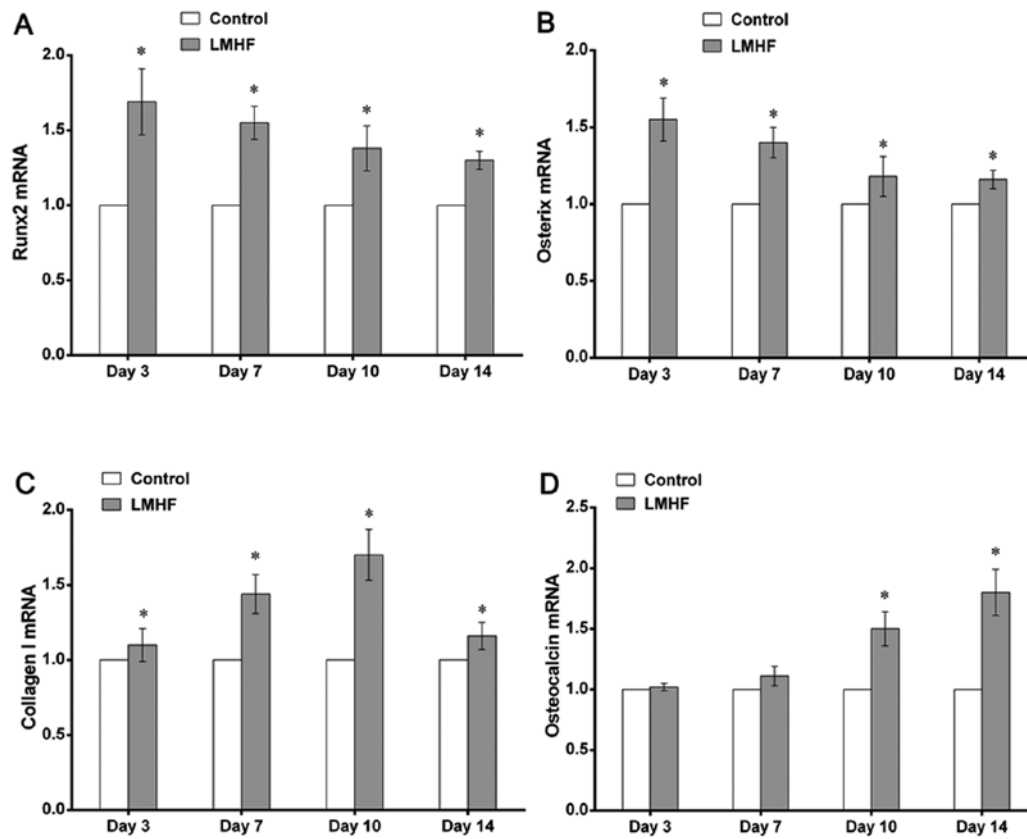 A
Control
LMHF
Runx2 mRNA
2.0
*
*
*
*
1.5
1.0
0.5
0.0
Day 3 Day 7 Day 10 Day 14
B
Control
LMHF
Osterix mRNA
2.0
*
*
*
*
1.5
1.0
0.5
0.0
Day 3 Day 7 Day 10 Day 14
C
Control
LMHF
Collagen I mRNA
2.0
*
*
*
*
1.5
1.0
0.5
0.0
Day 3 Day 7 Day 10 Day 14
D
Control
LMHF
Osteocalcin mRNA
2.5
2.0
*
*
1.5
1.0
0.5
0.0
Day 3 Day 7 Day 10 Day 14